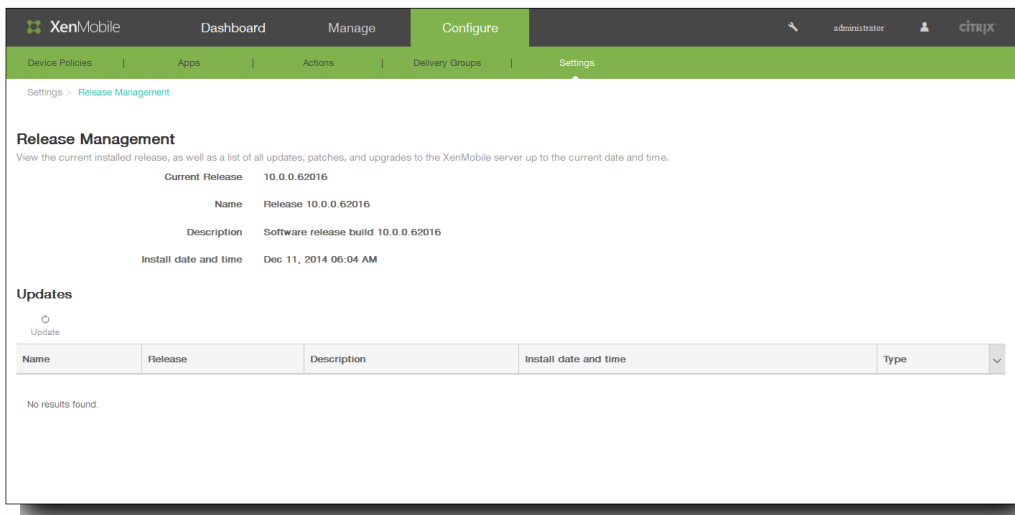 XenMobile Dashboard Manage Configure administrator CITRIX
Device Policies | Apps | Actions | Delivery Groups | Settings
Settings > Release Management
Release Management
View the current installed release, as well as a list of all updates, patches, and upgrades to the XenMobile server up to the current date and time.
Current Release 10.0.0.62016
Name Release 10.0.0.62016
Description Software release build 10.0.0.62016
Install date and time Dec 11, 2014 06:04 AM
Updates
Update
Name Release Description Install date and time Type
No results found.